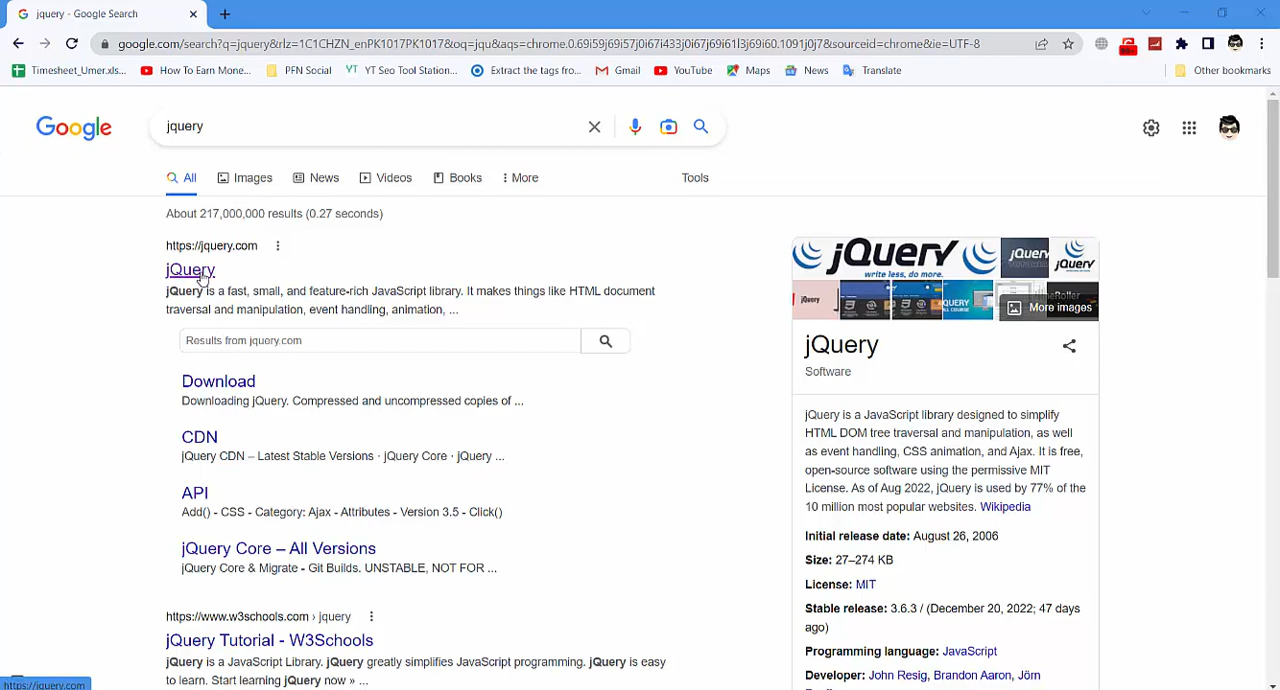 jquery - Google Search
google.com/search?q=jquery&rlz=1C1CHZN_enPK1017PK1017&oq=jqu&aqs=chrome.0.69i59j69i57j0i67i433j0i67j69i61l3j69i60.1091j0j7&sourceid=chrome&ie=UTF-8
Timesheet_Umer.xls...
How To Earn Mone...
PFN Social
YT SEO Tool Station...
Extract the tags fro...
Gmail
YouTube
Maps
News
Translate
Other bookmarks
Google
jquery
All
Images
News
Videos
Books
More
Tools
About 217,000,000 results (0.27 seconds)
https://jquery.com
jQuery
jQuery is a fast, small, and feature-rich JavaScript library. It makes things like HTML document
traversal and manipulation, event handling, animation, ...
Results from jquery.com
Download
Downloading jQuery. Compressed and uncompressed copies of ...
CDN
jQuery CDN – Latest Stable Versions · jQuery Core · jQuery ...
API
Add() - CSS - Category: Ajax - Attributes - Version 3.5 - Click()
jQuery Core – All Versions
jQuery Core & Migrate - Git Builds. UNSTABLE, NOT FOR ...
https://www.w3schools.com › jquery
jQuery Tutorial - W3Schools
jQuery is a JavaScript Library. jQuery greatly simplifies JavaScript programming. jQuery is easy
to learn. Start learning jQuery now » ...
https://jquery.com
jQuery
write less, do more.
jQuery
jQuery
jQuery
More images
jQuery
Software
jQuery is a JavaScript library designed to simplify
HTML DOM tree traversal and manipulation, as well
as event handling, CSS animation, and Ajax. It is free,
open-source software using the permissive MIT
License. As of Aug 2022, jQuery is used by 77% of the
10 million most popular websites. Wikipedia
Initial release date: August 26, 2006
Size: 27–274 KB
License: MIT
Stable release: 3.6.3 / (December 20, 2022; 47 days
ago)
Programming language: JavaScript
Developer: John Resig, Brandon Aaron, Jörn